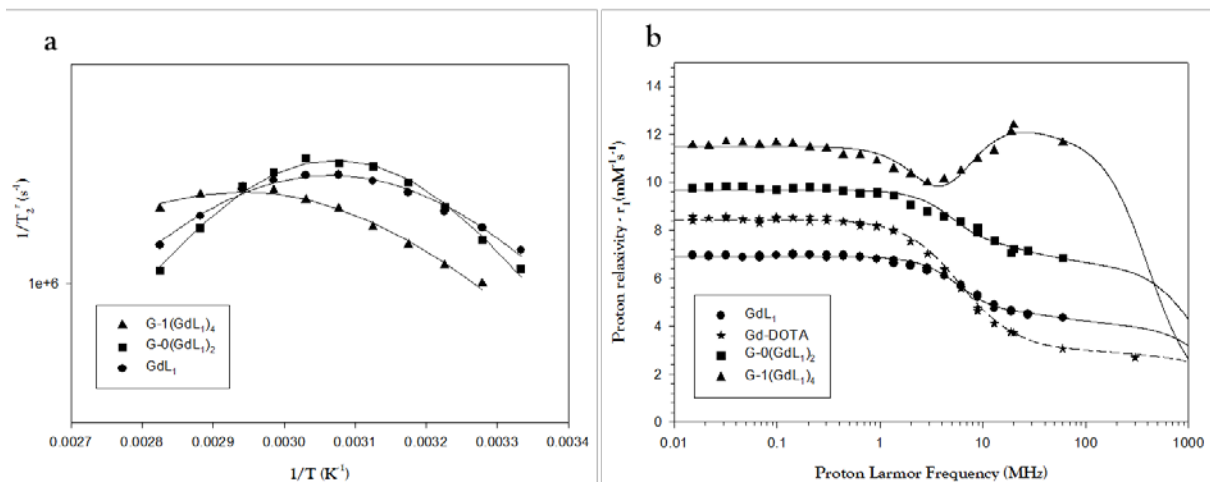 a
1/T₂ʳ (s⁻¹)
1e+6
G-1(GdL₁)₄
G-0(GdL₁)₂
GdL₁
0.0027 0.0028 0.0029 0.0030 0.0031 0.0032 0.0033 0.0034
1/T (K⁻¹)
b
Proton relaxivity - r₁(mM⁻¹s⁻¹)
15
14
12
10
8
6
4
2
0
GdL₁
Gd-DOTA
G-0(GdL₁)₂
G-1(GdL₁)₄
0.01 0.1 1 10 100 1000
Proton Larmor Frequency (MHz)